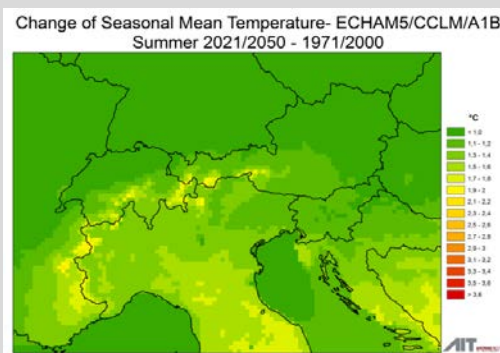 Change of Seasonal Mean Temperature- ECHAM5/CCLM/A1B
Summer 2021/2050 - 1971/2000
°C
< 1,0
1,1 - 1,2
1,3 - 1,4
1,5 - 1,6
1,7 - 1,8
1,9 - 2
2,1 - 2,2
2,3 - 2,4
2,5 - 2,6
2,7 - 2,8
2,9 - 3
3,1 - 3,2
3,3 - 3,4
3,5 - 3,6
> 3,6
AIT